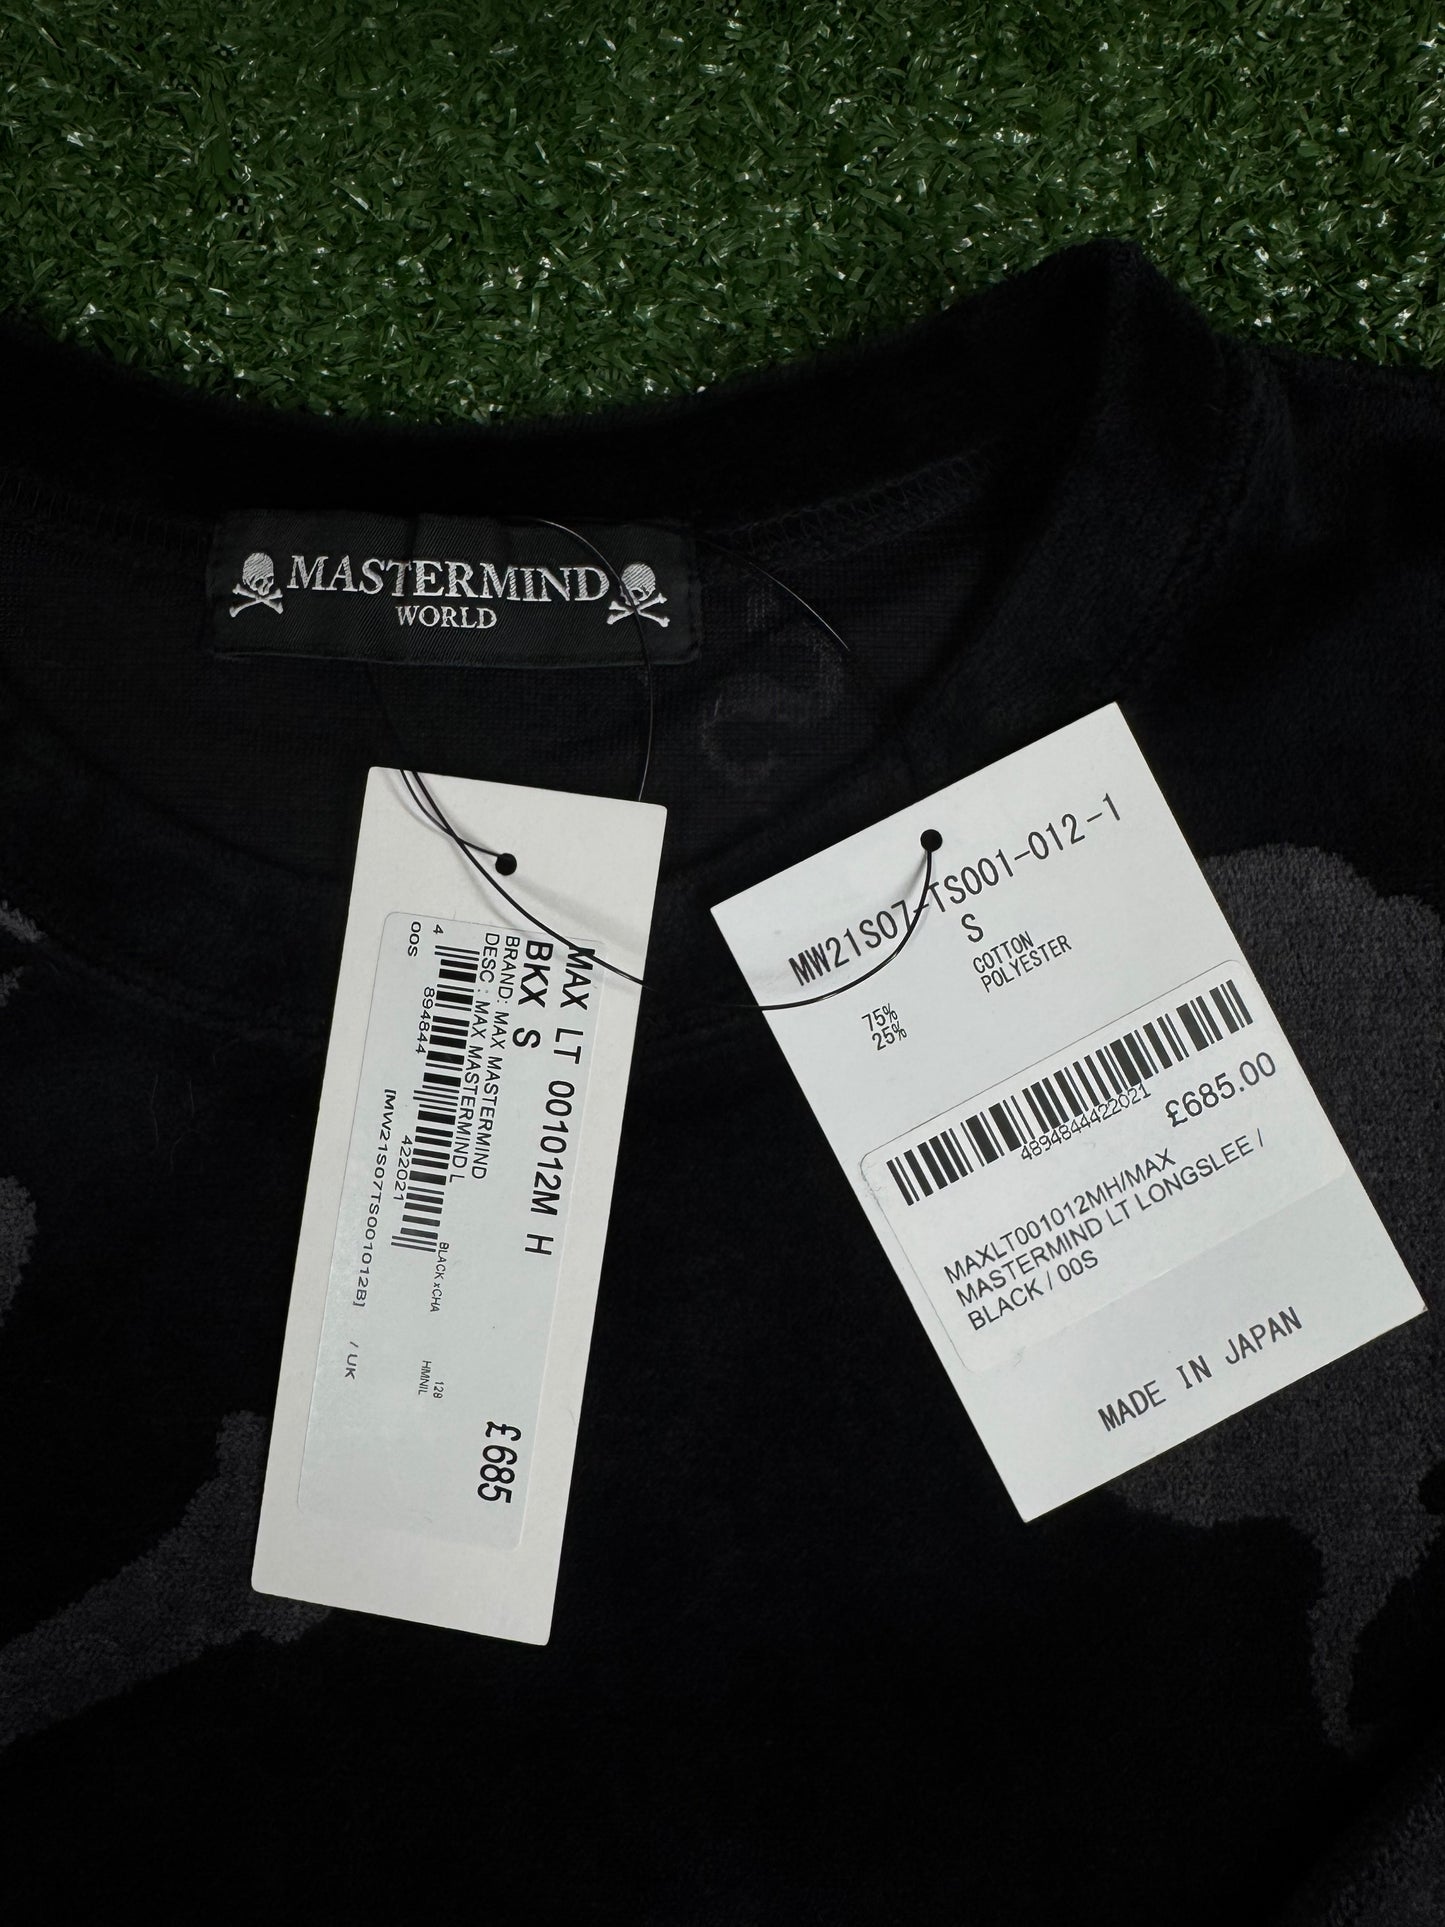 MASTERMIND
WORLD
MAX LT 001012M H
BKX S
BRAND: MAX MASTERMIND
DESC : MAX MASTERMIND L
4 894844 422021
00S
BLACK xCHA
128
HMNIL
[MW21S07TS001012B] / UK
£685
MW21S07-TS001-012-1
S
COTTON
POLYESTER
75%
25%
4894844422021
£685.00
MAXLT001012MH/MAX
MASTERMIND LT LONGSLEE /
BLACK / 00S
MADE IN JAPAN